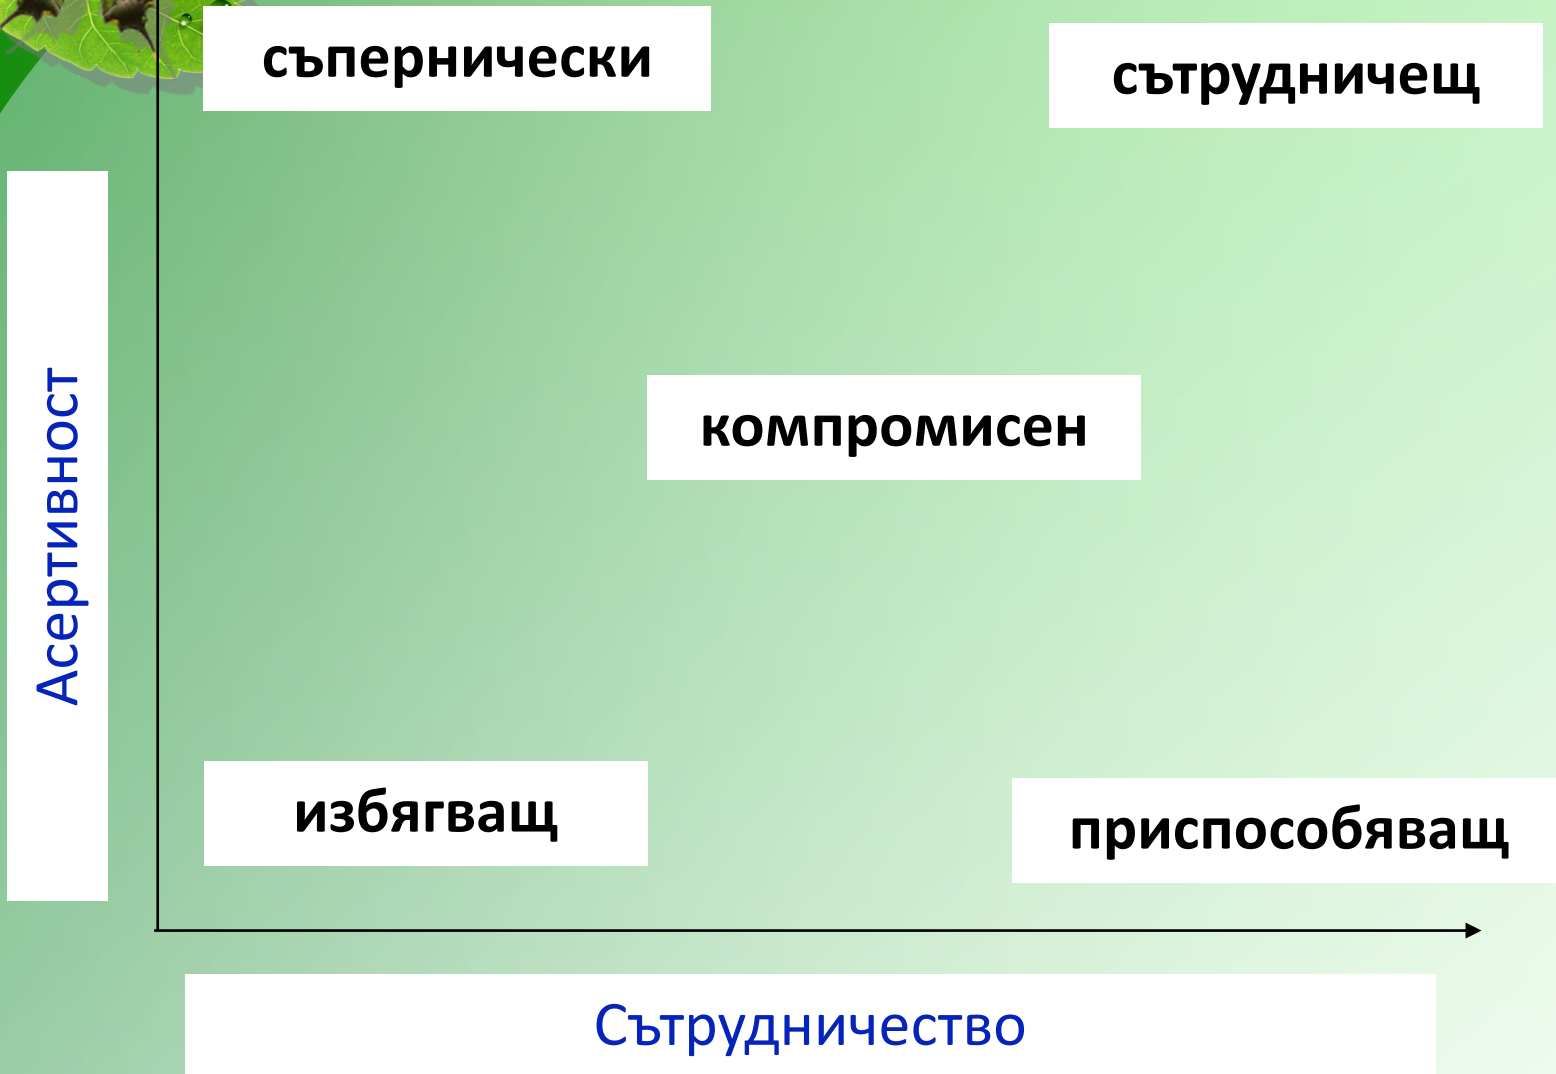 съпернически
сътрудничещ
Асертивност
компромисен
избягващ
приспособяващ
Сътрудничество